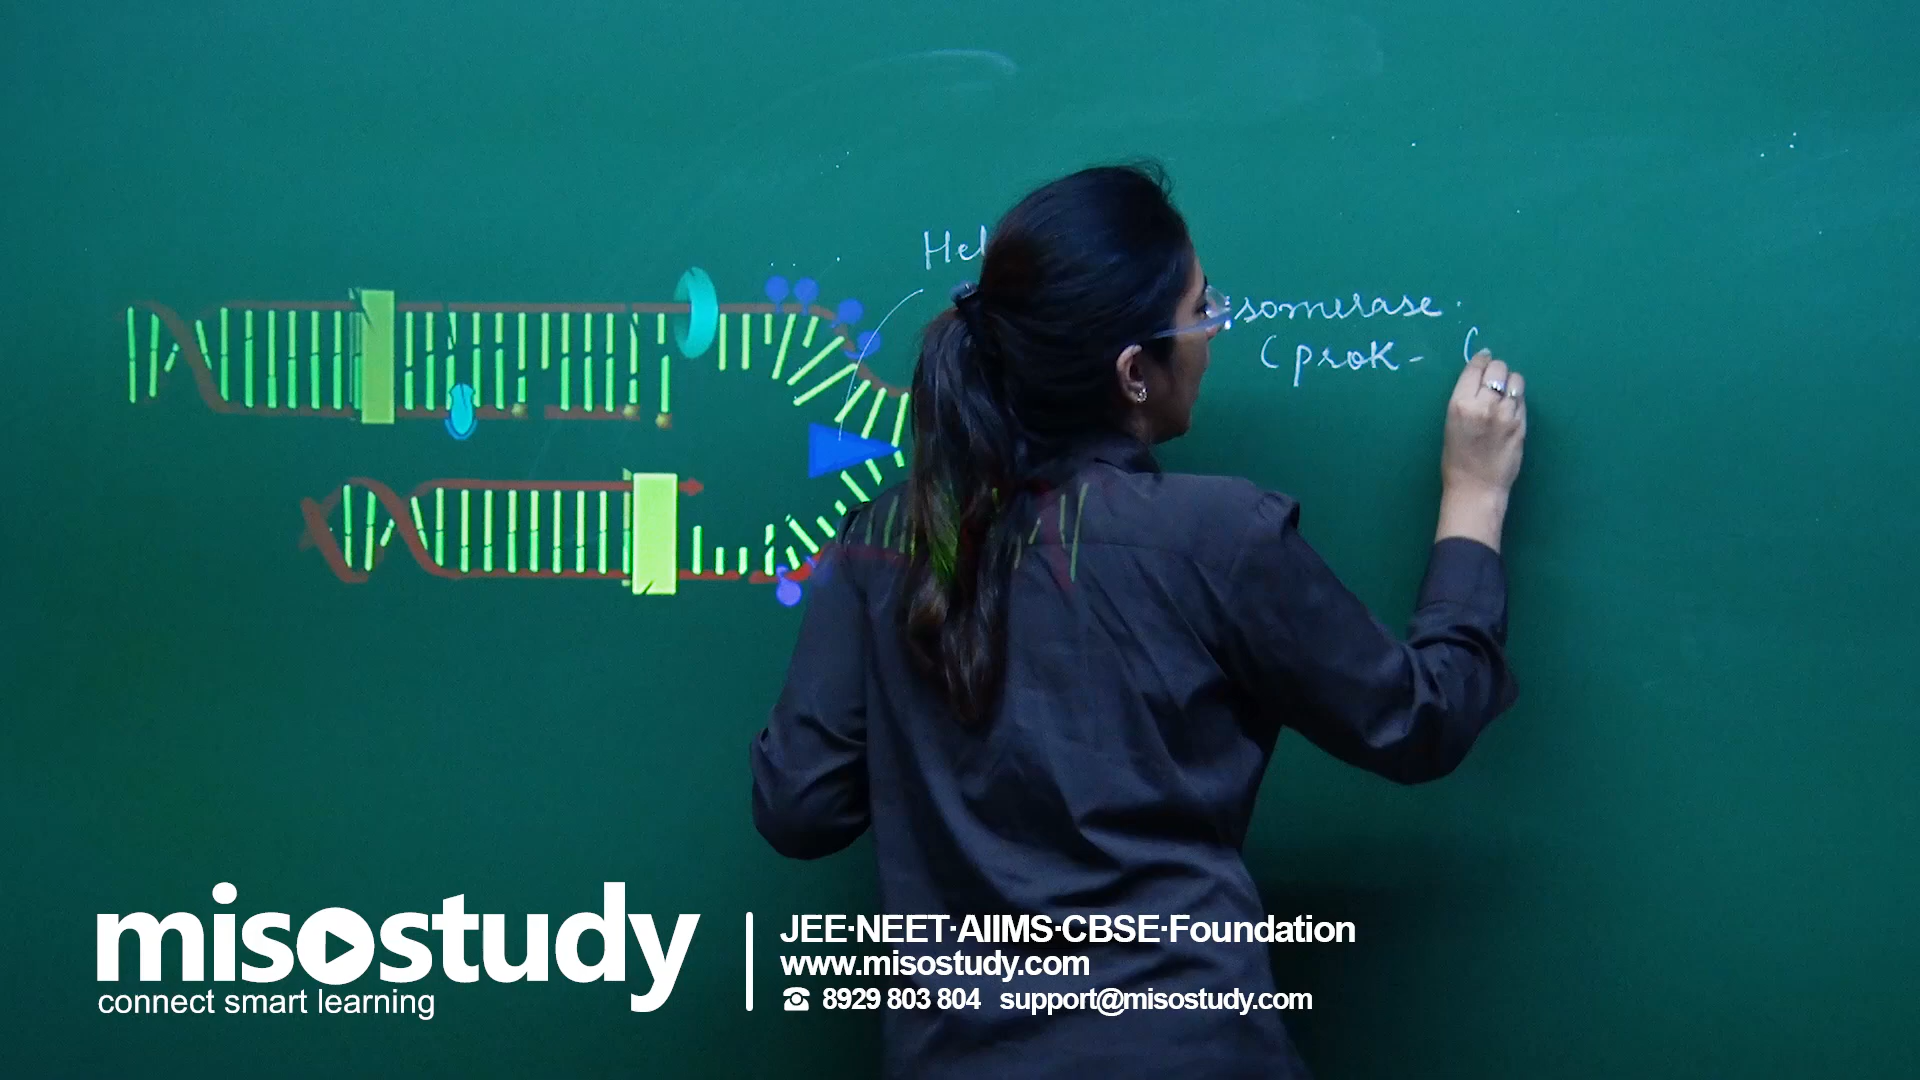 Hel
somerase.
(prok- (
misostudy
connect smart learning
JEE·NEET·AIIMS·CBSE·Foundation
www.misostudy.com
☎ 8929 803 804 support@misostudy.com